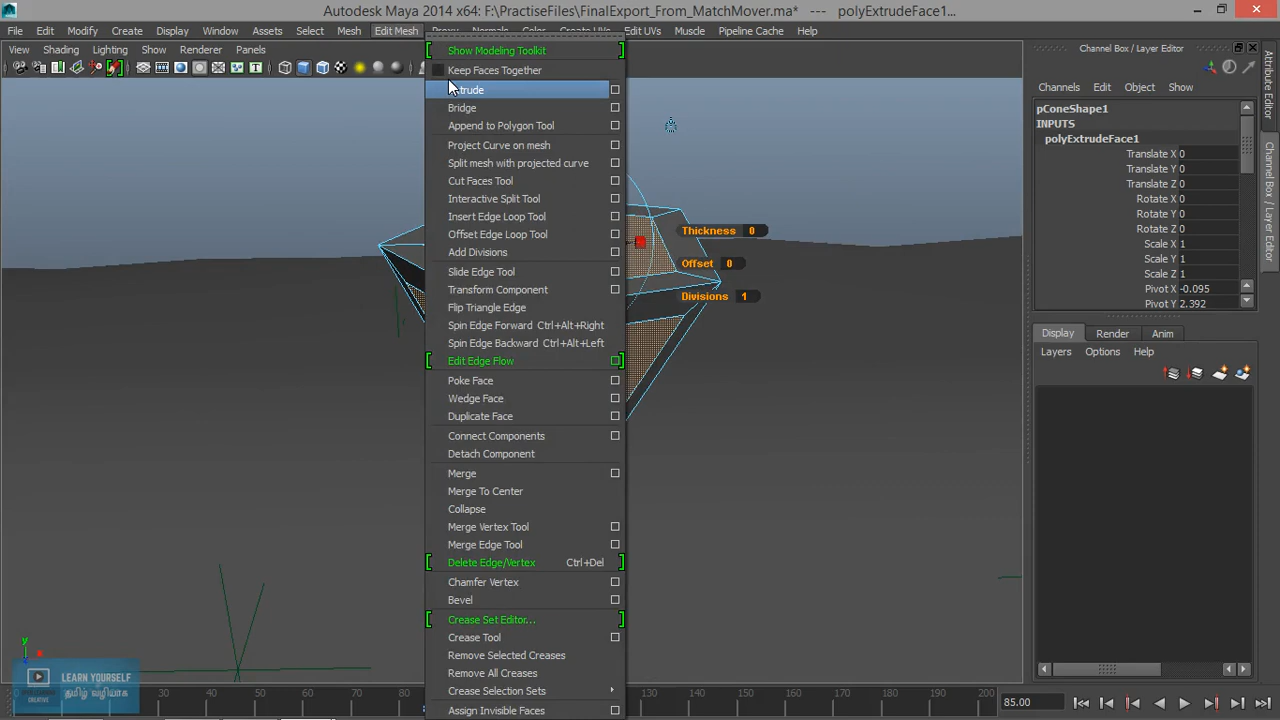 Autodesk Maya 2014 x64: F:\PractiseFiles\FinalExport_From_MatchMover.ma* --- polyExtrudeFace1...
File Edit Modify Create Display Window Assets Select Mesh Edit Mesh Proxy Normals Color Create UVs Edit UVs Muscle Pipeline Cache Help
View Shading Lighting Show Renderer Panels
Show Modeling Toolkit
Keep Faces Together
trude
Bridge
Append to Polygon Tool
Project Curve on mesh
Split mesh with projected curve
Cut Faces Tool
Interactive Split Tool
Insert Edge Loop Tool
Offset Edge Loop Tool
Add Divisions
Slide Edge Tool
Transform Component
Flip Triangle Edge
Spin Edge Forward Ctrl+Alt+Right
Spin Edge Backward Ctrl+Alt+Left
Edit Edge Flow
Poke Face
Wedge Face
Duplicate Face
Connect Components
Detach Component
Merge
Merge To Center
Collapse
Merge Vertex Tool
Merge Edge Tool
Delete Edge/Vertex Ctrl+Del
Chamfer Vertex
Bevel
Crease Set Editor...
Crease Tool
Remove Selected Creases
Remove All Creases
Crease Selection Sets
Assign Invisible Faces
Thickness 0
Offset 0
Divisions 1
Channel Box / Layer Editor
Channels Edit Object Show
pConeShape1
INPUTS
polyExtrudeFace1
Translate X 0
Translate Y 0
Translate Z 0
Rotate X 0
Rotate Y 0
Rotate Z 0
Scale X 1
Scale Y 1
Scale Z 1
Pivot X -0.095
Pivot Y 2.392
Display Render Anim
Layers Options Help
Attribute Editor
Channel Box / Layer Editor
y
LEARN YOURSELF
தமிழ் வழியாக
0 30 40 50 60 70 80 130 140 150 160 170 180 190 200
85.00